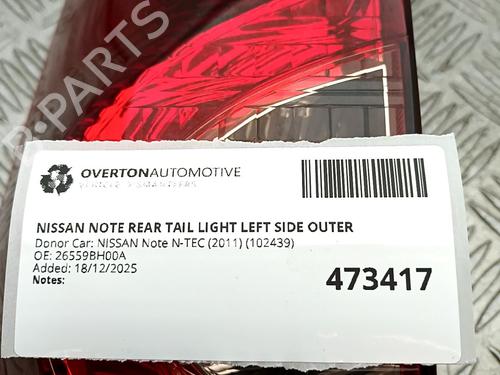 OVERTONAUTOMOTIVE
NISSAN NOTE REAR TAIL LIGHT LEFT SIDE OUTER
Donor Car: NISSAN Note N-TEC (2011) (102439)
OE: 26559BH00A
Added: 18/12/2025
Notes:
473417